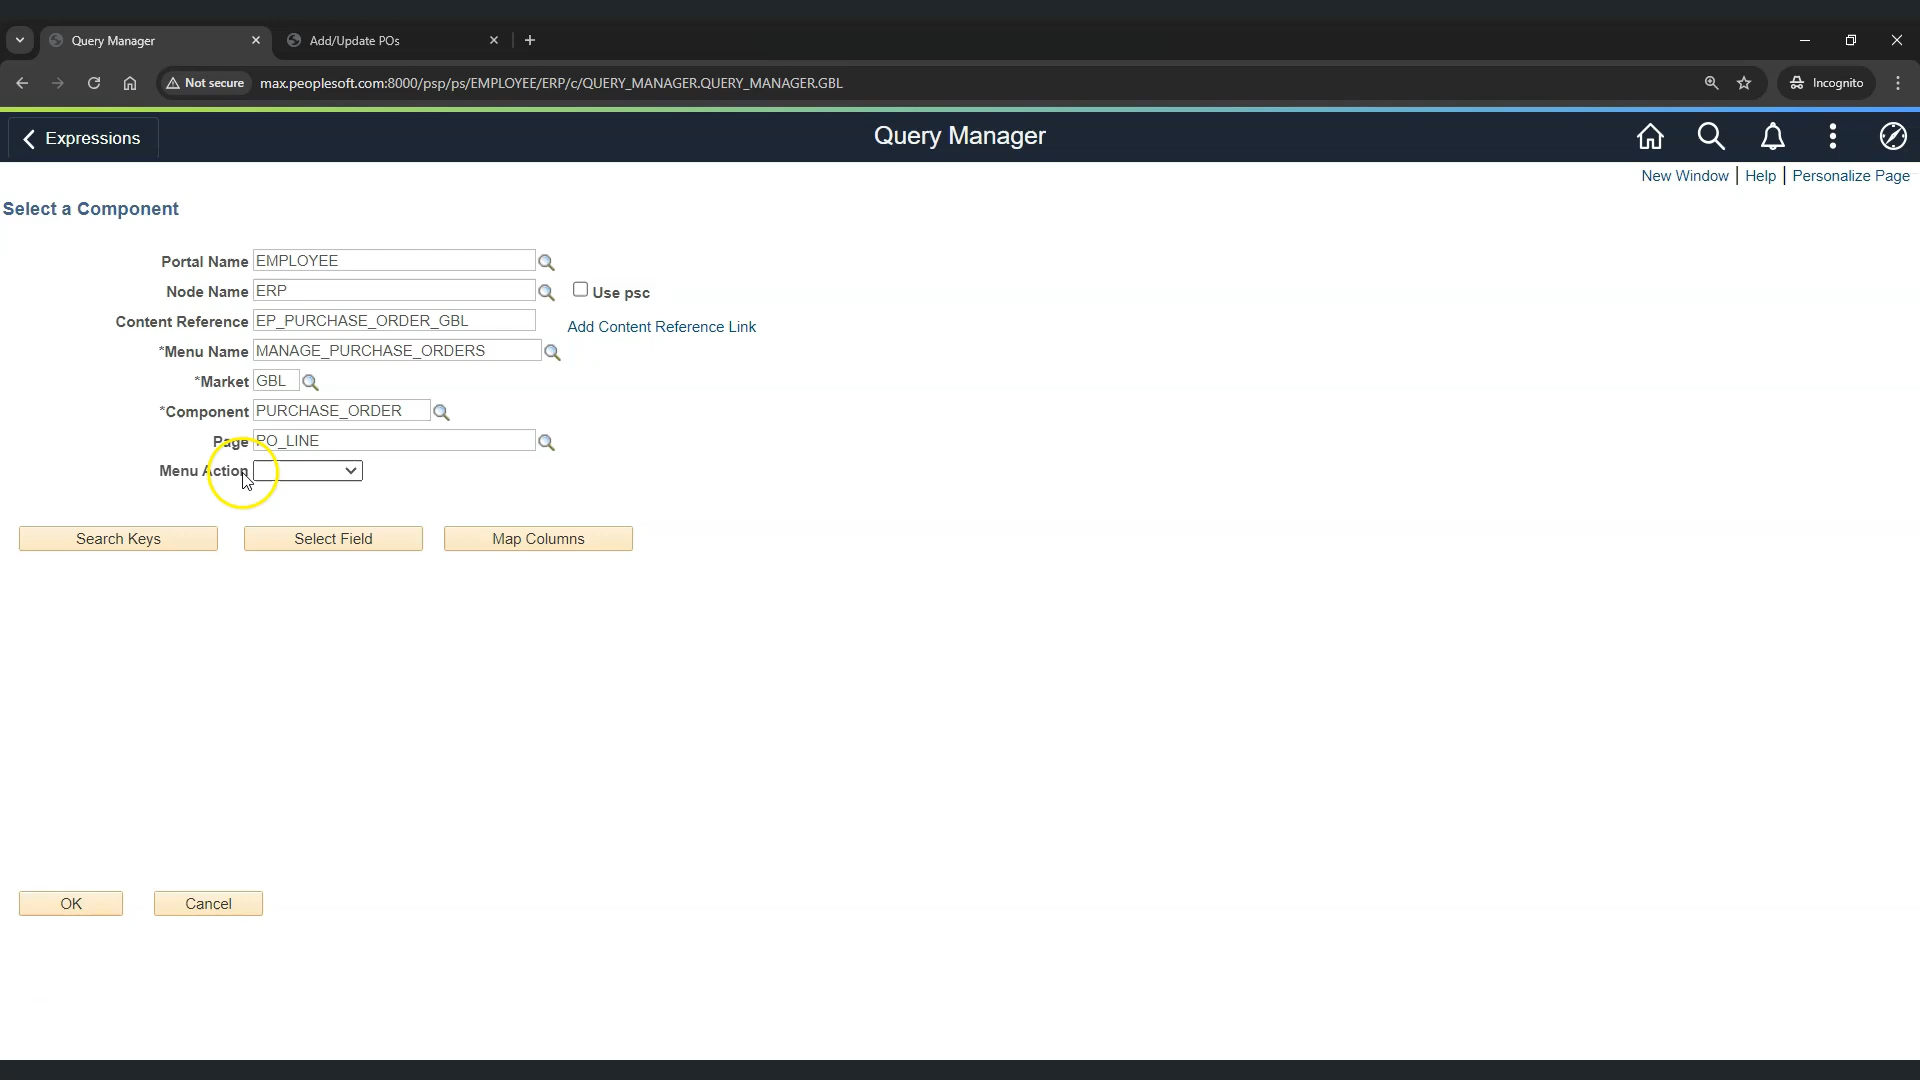 Query Manager
Add/Update POs
Not secure
max.peoplesoft.com:8000/psp/ps/EMPLOYEE/ERP/c/QUERY_MANAGER.QUERY_MANAGER.GBL
Incognito
Expressions
Query Manager
New Window | Help | Personalize Page
Select a Component
Portal Name EMPLOYEE
Node Name ERP Use psc
Content Reference EP_PURCHASE_ORDER_GBL Add Content Reference Link
*Menu Name MANAGE_PURCHASE_ORDERS
*Market GBL
*Component PURCHASE_ORDER
Page PO_LINE
Menu Action
Search Keys Select Field Map Columns
OK Cancel